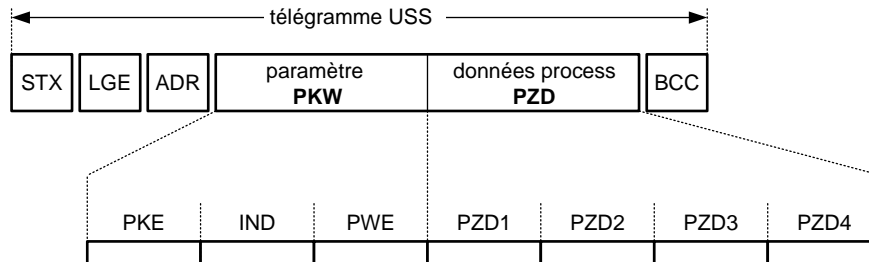 télégramme USS
STX LGE ADR paramètre PKW données process PZD BCC
PKE IND PWE PZD1 PZD2 PZD3 PZD4